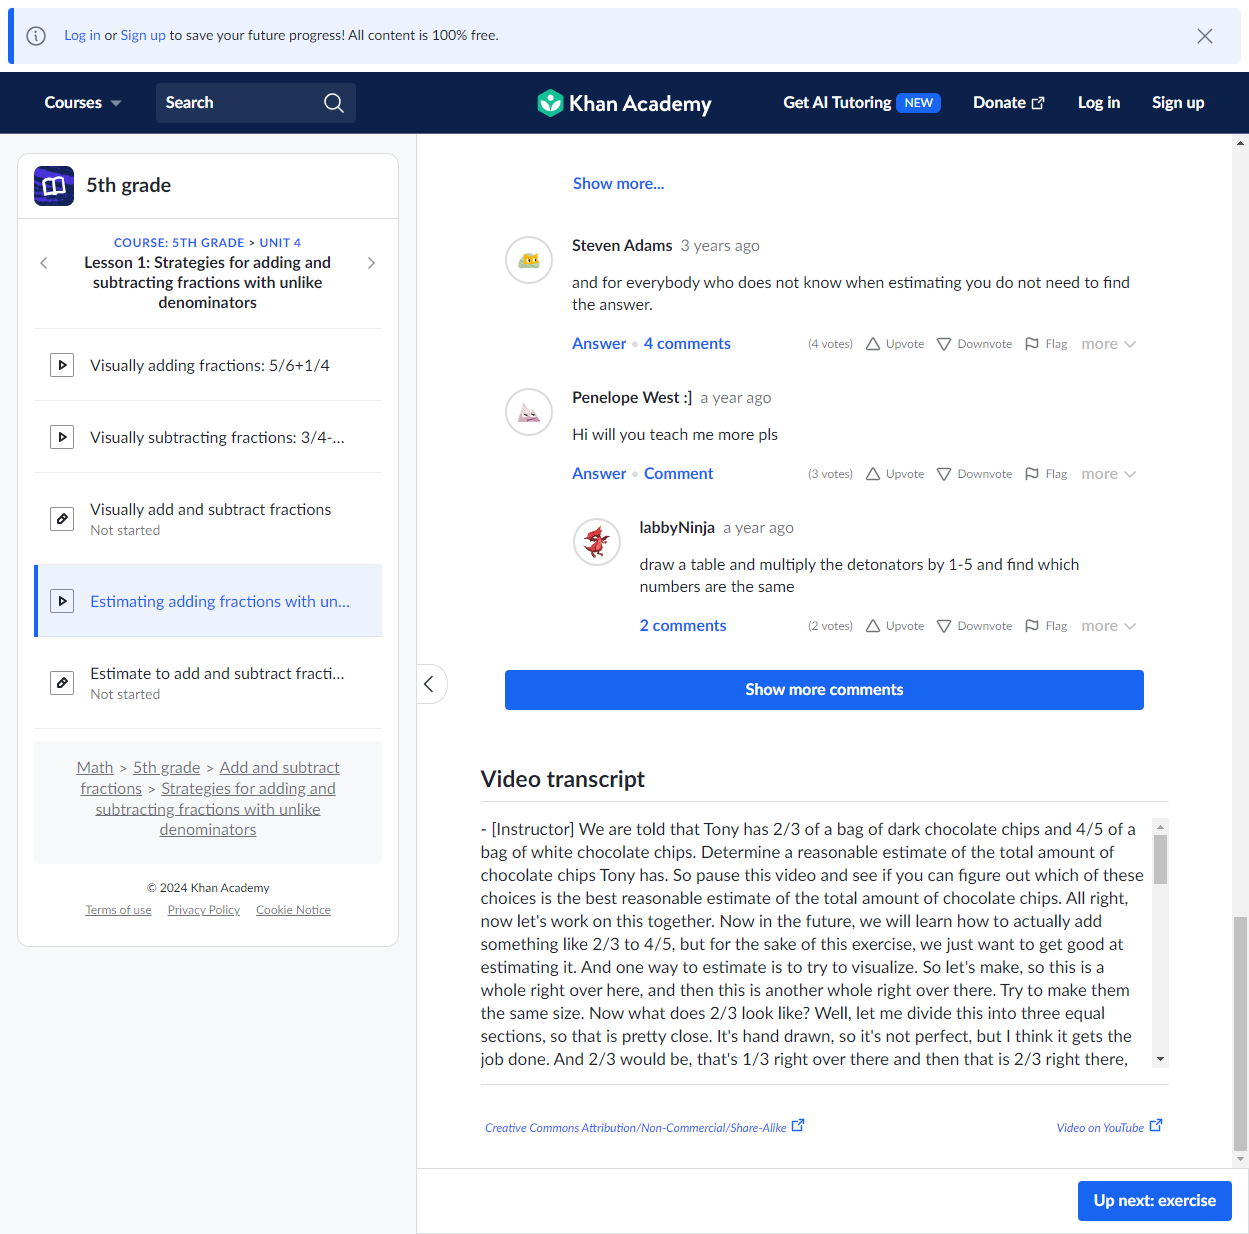 Log in or Sign up to save your future progress! All content is 100% free.
Courses
Search
Khan Academy
Get AI Tutoring NEW
Donate
Log in
Sign up
5th grade
COURSE: 5TH GRADE > UNIT 4
Lesson 1: Strategies for adding and
subtracting fractions with unlike
denominators
Visually adding fractions: 5/6+1/4
Visually subtracting fractions: 3/4-...
Visually add and subtract fractions
Not started
Estimating adding fractions with un...
Estimate to add and subtract fracti...
Not started
Math > 5th grade > Add and subtract
fractions > Strategies for adding and
subtracting fractions with unlike
denominators
© 2024 Khan Academy
Terms of use Privacy Policy Cookie Notice
Show more...
Steven Adams 3 years ago
and for everybody who does not know when estimating you do not need to find
the answer.
Answer • 4 comments (4 votes) Upvote Downvote Flag more
Penelope West :] a year ago
Hi will you teach me more pls
Answer • Comment (3 votes) Upvote Downvote Flag more
labbyNinja a year ago
draw a table and multiply the detonators by 1-5 and find which
numbers are the same
2 comments (2 votes) Upvote Downvote Flag more
Show more comments
Video transcript
- [Instructor] We are told that Tony has 2/3 of a bag of dark chocolate chips and 4/5 of a
bag of white chocolate chips. Determine a reasonable estimate of the total amount of
chocolate chips Tony has. So pause this video and see if you can figure out which of these
choices is the best reasonable estimate of the total amount of chocolate chips. All right,
now let's work on this together. Now in the future, we will learn how to actually add
something like 2/3 to 4/5, but for the sake of this exercise, we just want to get good at
estimating it. And one way to estimate is to try to visualize. So let's make, so this is a
whole right over here, and then this is another whole right over there. Try to make them
the same size. Now what does 2/3 look like? Well, let me divide this into three equal
sections, so that is pretty close. It's hand drawn, so it's not perfect, but I think it gets the
job done. And 2/3 would be, that's 1/3 right over there and then that is 2/3 right there,
Creative Commons Attribution/Non-Commercial/Share-Alike
Video on YouTube
Up next: exercise